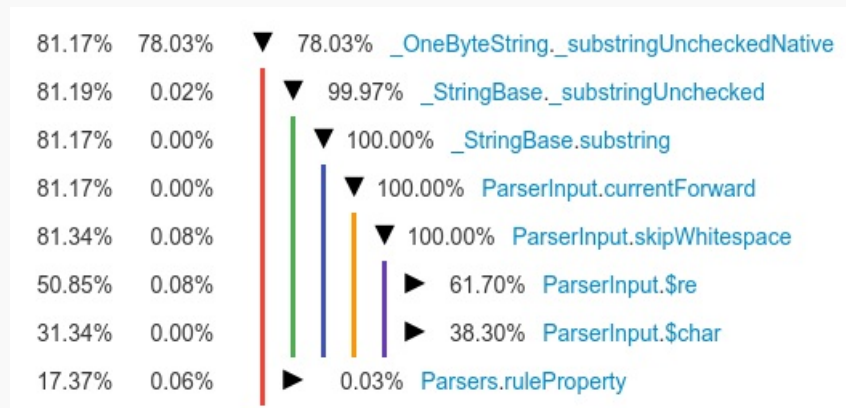 81.17% 78.03% ▼ 78.03% _OneByteString._substringUncheckedNative
81.19% 0.02% ▼ 99.97% _StringBase._substringUnchecked
81.17% 0.00% ▼ 100.00% _StringBase.substring
81.17% 0.00% ▼ 100.00% ParserInput.currentForward
81.34% 0.08% ▼ 100.00% ParserInput.skipWhitespace
50.85% 0.08% ► 61.70% ParserInput.$re
31.34% 0.00% ► 38.30% ParserInput.$char
17.37% 0.06% ► 0.03% Parsers.ruleProperty